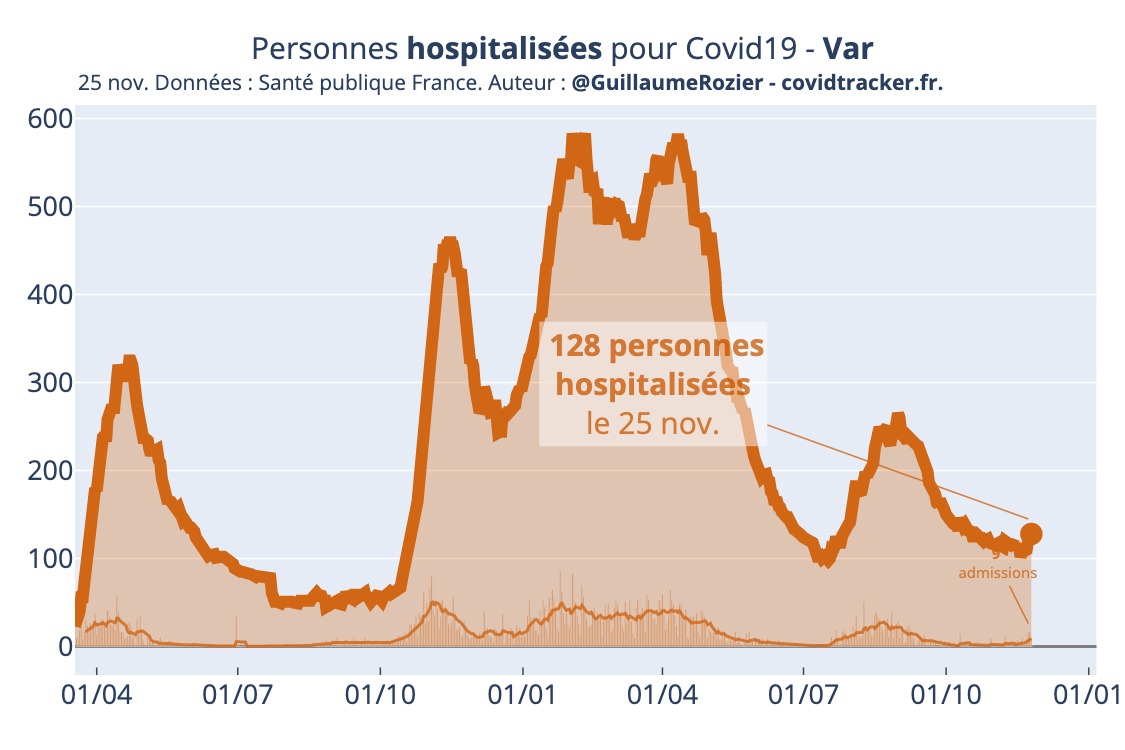 Personnes hospitalisées pour Covid19 - Var
25 nov. Données : Santé publique France. Auteur : @GuillaumeRozier - covidtracker.fr.
600
500
400
300
200
100
0
128 personnes
hospitalisées
le 25 nov.
admissions
01/04 01/07 01/10 01/01 01/04 01/07 01/10 01/01